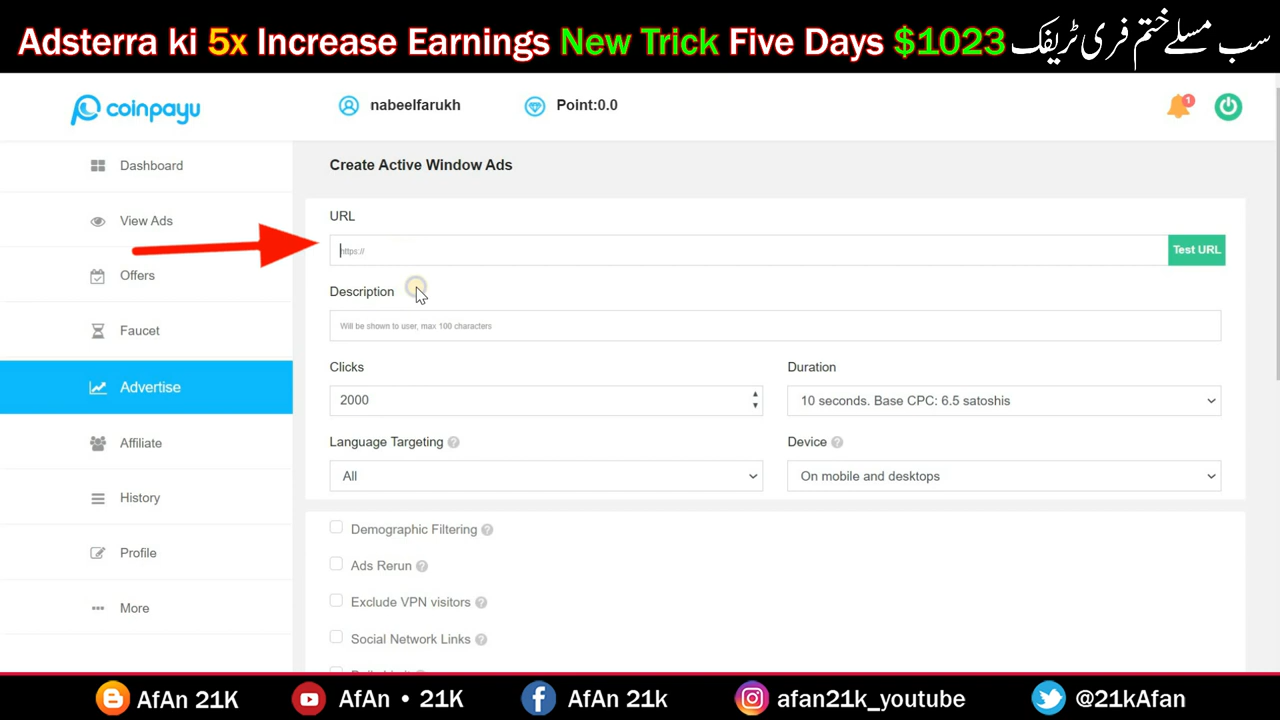 Adsterra ki 5x Increase Earnings New Trick Five Days $1023 سب مسلے ختم فری ٹریفک
coinpayu
nabeelfarukh
Point:0.0
1
Dashboard
View Ads
Offers
Faucet
Advertise
Affiliate
History
Profile
More
Create Active Window Ads
URL
https://
Test URL
Description
Will be shown to user, max 100 characters
Clicks
Duration
2000
10 seconds. Base CPC: 6.5 satoshis
Language Targeting ?
Device ?
All
On mobile and desktops
Demographic Filtering ?
Ads Rerun ?
Exclude VPN visitors ?
Social Network Links ?
AfAn 21K
AfAn • 21K
AfAn 21k
afan21k_youtube
@21kAfan